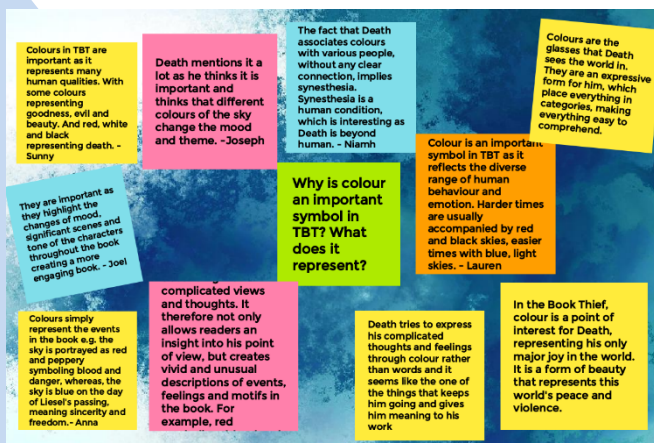 Colours in TBT are
important as it
represents many
human qualities. With
some colours
representing
goodness, evil and
beauty. And red, white
and black
representing death. -
Sunny
Death mentions it a
lot as he thinks it is
important and
thinks that different
colours of the sky
change the mood
and theme. -Joseph
The fact that Death
associates colours
with various people,
without any clear
connection, implies
synesthesia.
Synesthesia is a
human condition,
which is interesting as
Death is beyond
human. - Niamh
Colours are the
glasses that Death
sees the world in.
They are an expressive
form for him, which
place everything in
categories, making
everything easy to
comprehend.
They are important as
they highlight the
changes of mood,
significant scenes and
tone of the characters
throughout the book
creating a more
engaging book. - Joel
Why is colour
an important
symbol in
TBT? What
does it
represent?
Colour is an important
symbol in TBT as it
reflects the diverse
range of human
behaviour and
emotion. Harder times
are usually
accompanied by red
and black skies, easier
times with blue, light
skies. - Lauren
Colours simply
represent the events
in the book e.g. the
sky is portrayed as red
and peppery
symboling blood and
danger, whereas, the
sky is blue on the day
of Liesel's passing,
meaning sincerity and
freedom.- Anna
complicated views
and thoughts. It
therefore not only
allows readers an
insight into his point
of view, but creates
vivid and unusual
descriptions of events,
feelings and motifs in
the book. For
example, red
Death tries to express
his complicated
thoughts and feelings
through colour rather
than words and it
seems like the one of
the things that keeps
him going and gives
him meaning to his
work
In the Book Thief,
colour is a point of
interest for Death,
representing his only
major joy in the world.
It is a form of beauty
that represents this
world's peace and
violence.